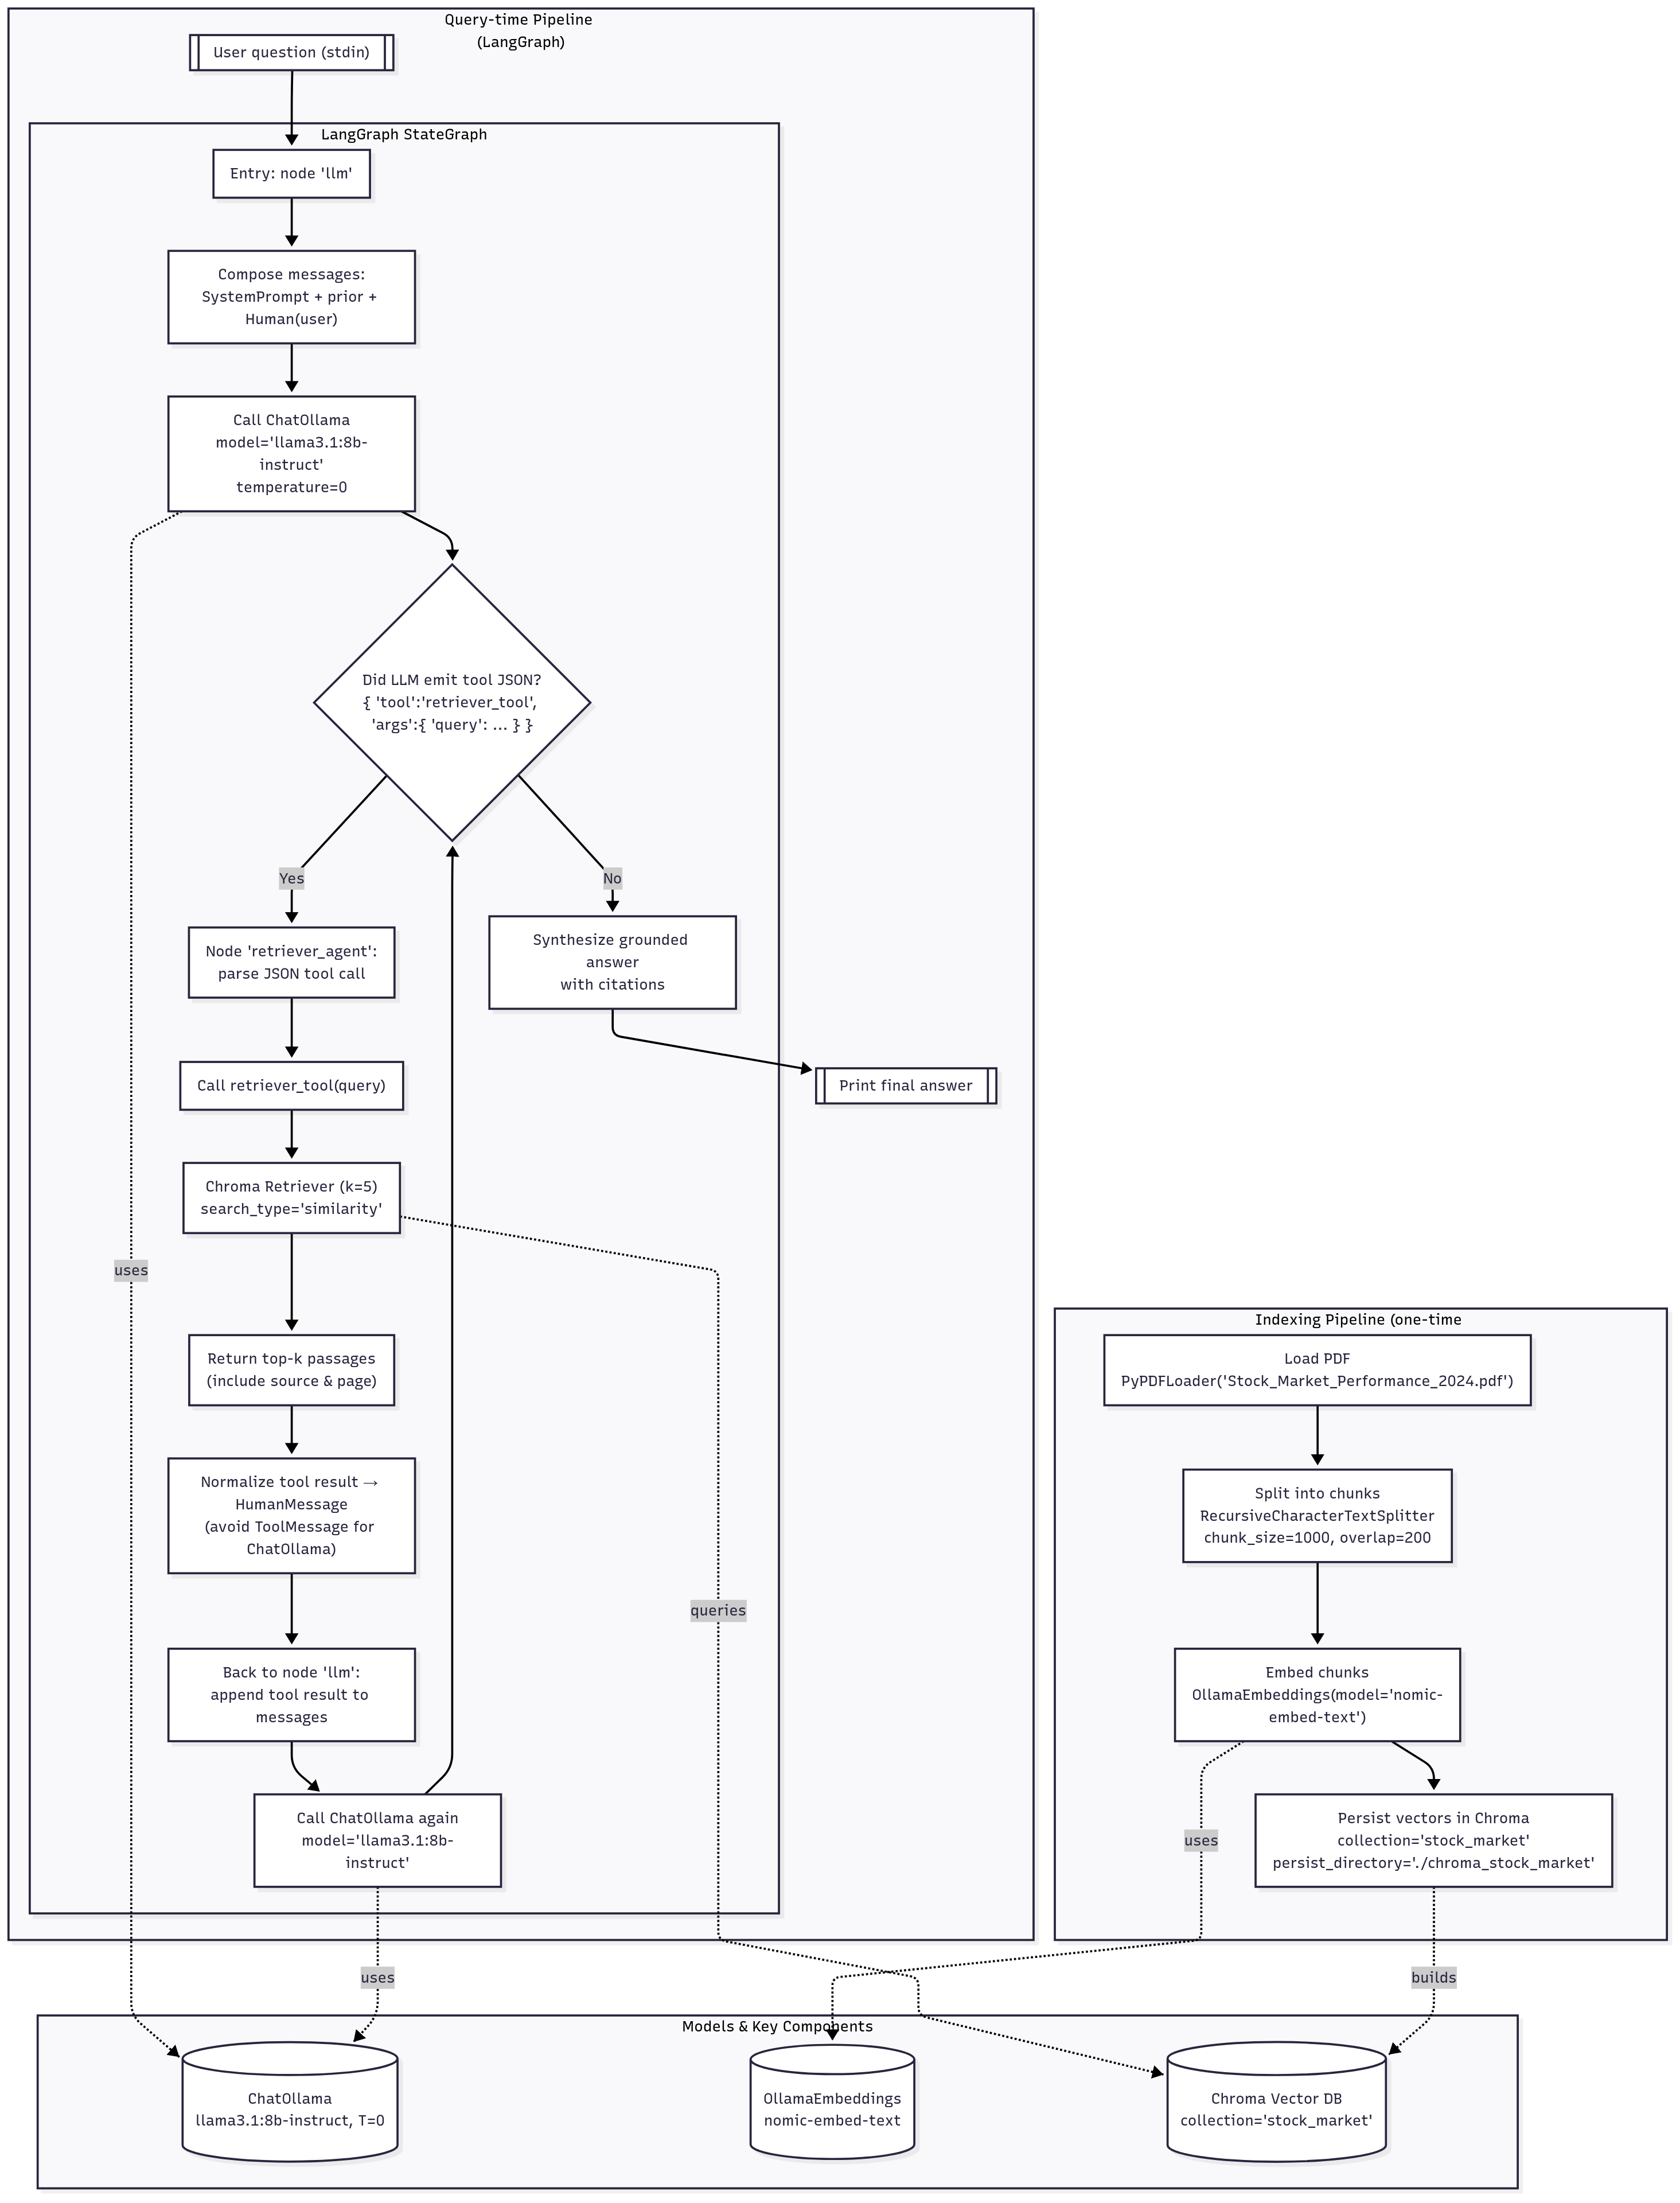 Query-time Pipeline
(LangGraph)
User question (stdin)
LangGraph StateGraph
Entry: node 'llm'
Compose messages:
SystemPrompt + prior +
Human(user)
Call ChatOllama
model='llama3.1:8b-
instruct'
temperature=0
Did LLM emit tool JSON?
{ 'tool':'retriever_tool',
'args':{ 'query': ... } }
Yes
No
Node 'retriever_agent':
parse JSON tool call
Synthesize grounded
answer
with citations
Call retriever_tool(query)
Print final answer
Chroma Retriever (k=5)
search_type='similarity'
uses
Return top-k passages
(include source & page)
Normalize tool result →
HumanMessage
(avoid ToolMessage for
ChatOllama)
queries
Back to node 'llm':
append tool result to
messages
Call ChatOllama again
model='llama3.1:8b-
instruct'
Indexing Pipeline (one-time
Load PDF
PyPDFLoader('Stock_Market_Performance_2024.pdf')
Split into chunks
RecursiveCharacterTextSplitter
chunk_size=1000, overlap=200
Embed chunks
OllamaEmbeddings(model='nomic-
embed-text')
uses
Persist vectors in Chroma
collection='stock_market'
persist_directory='./chroma_stock_market'
uses
builds
Models & Key Components
ChatOllama
llama3.1:8b-instruct, T=0
OllamaEmbeddings
nomic-embed-text
Chroma Vector DB
collection='stock_market'